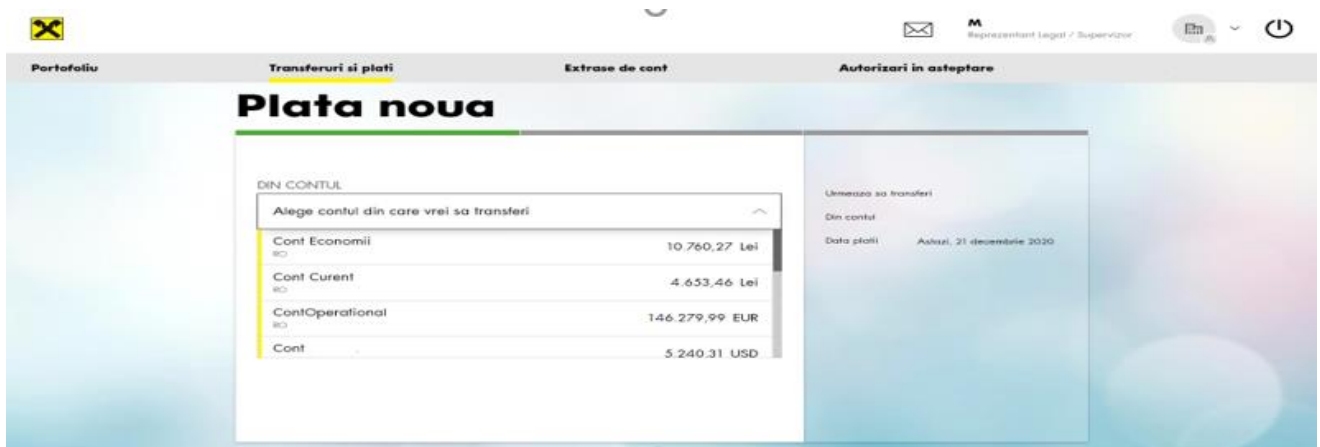 M
Reprezentant Legal / Supervizor
Portofoliu
Transferuri si plati
Extrase de cont
Autorizari in asteptare
Plata noua
DIN CONTUL
Alege contul din care vrei sa transferi
Cont Economii 10.760,27 Lei
RO
Cont Curent 4.653,46 Lei
RO
ContOperational 146.279,99 EUR
RO
Cont 5.240.31 USD
Urmeaza sa transferi
Din contul
Data platii Astazi, 21 decembrie 2020